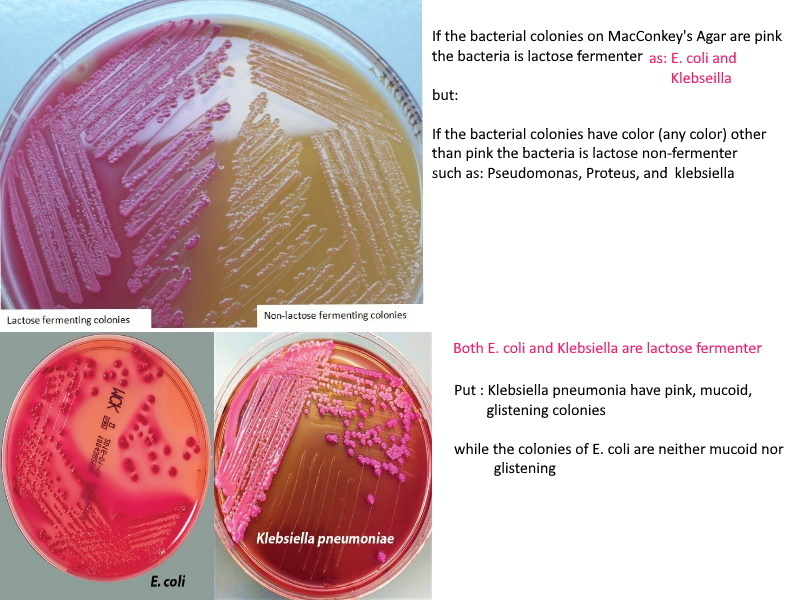 If the bacterial colonies on MacConkey's Agar are pink
the bacteria is lactose fermenter as: E. coli and
Klebseilla
but:
If the bacterial colonies have color (any color) other
than pink the bacteria is lactose non-fermenter
such as: Pseudomonas, Proteus, and klebsiella
Lactose fermenting colonies
Non-lactose fermenting colonies
Both E. coli and Klebsiella are lactose fermenter
Put : Klebsiella pneumonia have pink, mucoid,
glistening colonies
while the colonies of E. coli are neither mucoid nor
glistening
WCK
E. coli
Klebsiella pneumoniae